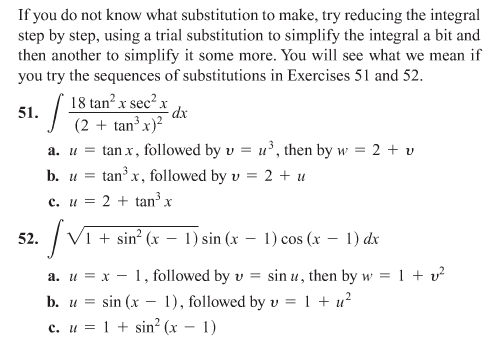 If you do not know what substitution to make, try reducing the integral
step by step, using a trial substitution to simplify the integral a bit and
then another to simplify it some more. You will see what we mean if
you try the sequences of substitutions in Exercises 51 and 52.
51. ∫ (18 tan² x sec² x)/(2 + tan³ x)² dx
a. u = tan x, followed by v = u³, then by w = 2 + v
b. u = tan³ x, followed by v = 2 + u
c. u = 2 + tan³ x
52. ∫ √(1 + sin² (x − 1)) sin (x − 1) cos (x − 1) dx
a. u = x − 1, followed by v = sin u, then by w = 1 + v²
b. u = sin (x − 1), followed by v = 1 + u²
c. u = 1 + sin² (x − 1)